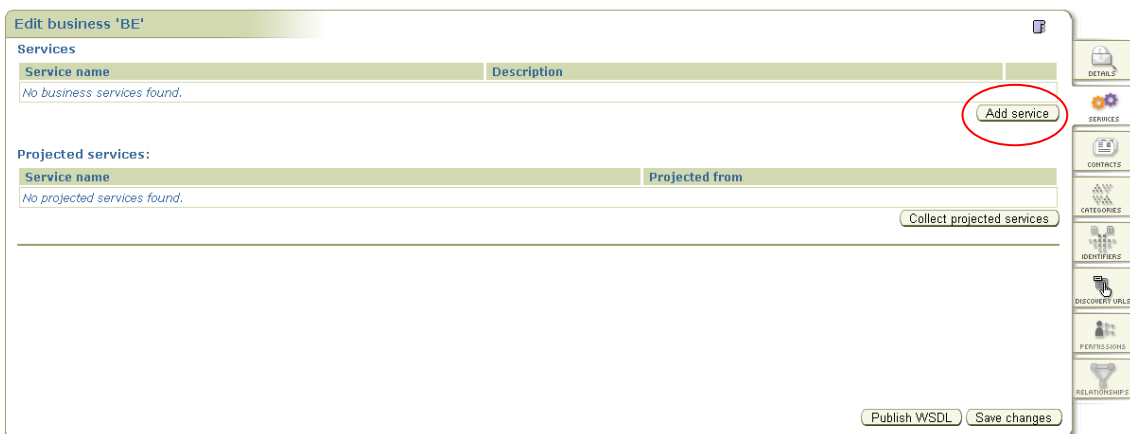 Edit business 'BE'
Services
Service name Description
No business services found.
Add service
Projected services:
Service name Projected from
No projected services found.
Collect projected services
Publish WSDL Save changes
DETAILS
SERVICES
CONTACTS
CATEGORIES
IDENTIFIERS
DISCOVERY URLS
PERMISSIONS
RELATIONSHIPS